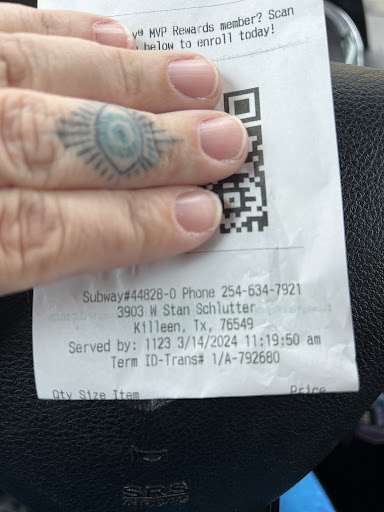 y® MVP Rewards member? Scan
below to enroll today!
Subway#44828-0 Phone 254-634-7921
3903 W Stan Schlutter
Killeen, Tx, 76549
Served by: 1123 3/14/2024 11:19:50 am
Term ID-Trans# 1/A-792680
Qty Size Item Price
SRS